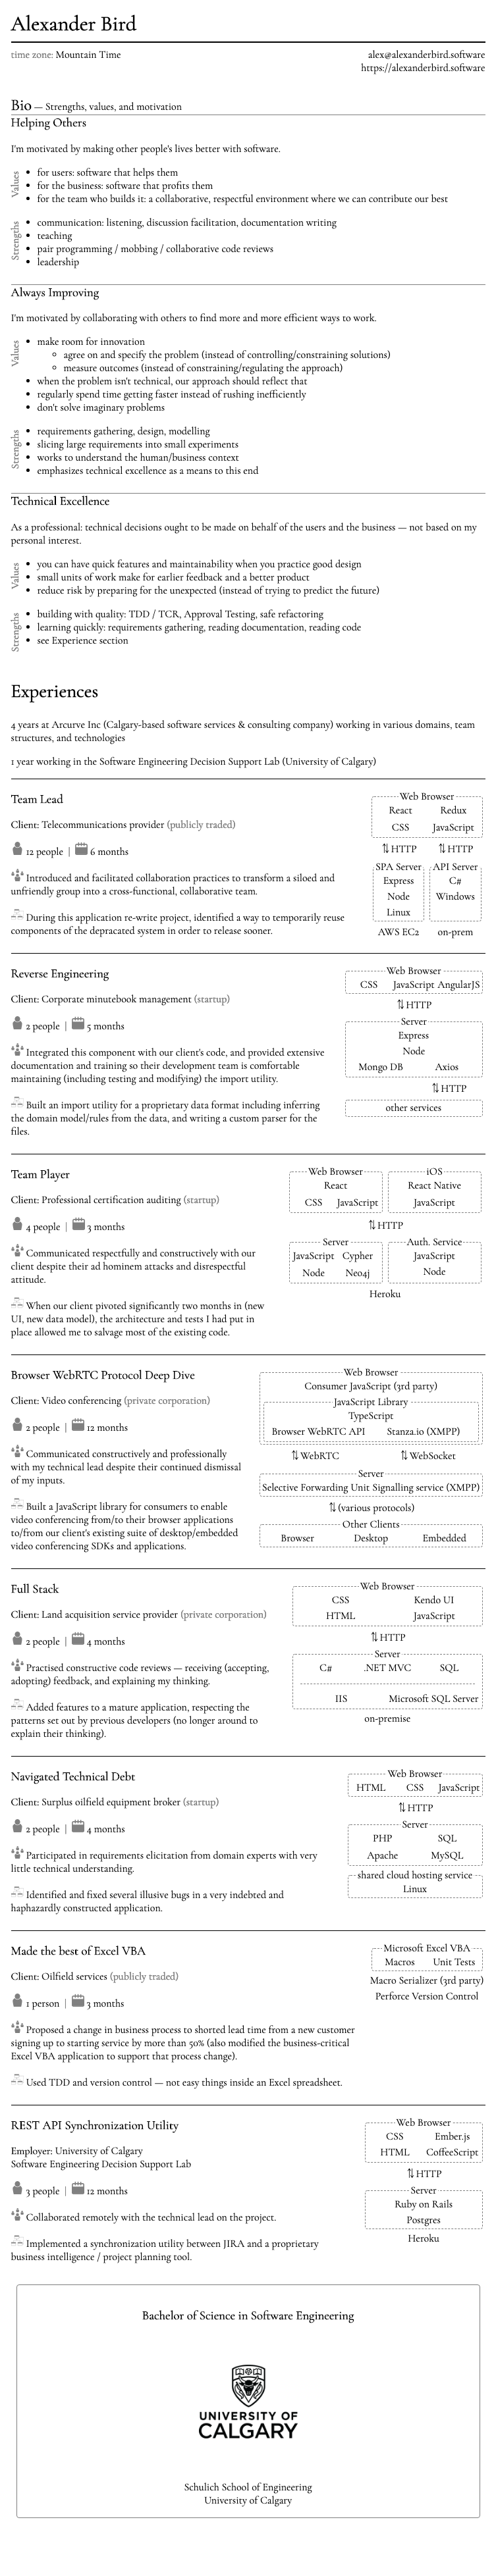 Alexander Bird
time zone: Mountain Time
alex@alexanderbird.software
https://alexanderbird.software
Bio — Strengths, values, and motivation
Helping Others
I'm motivated by making other people's lives better with software.
Values
• for users: software that helps them
• for the business: software that profits them
• for the team who builds it: a collaborative, respectful environment where we can contribute our best
Strengths
• communication: listening, discussion facilitation, documentation writing
• teaching
• pair programming / mobbing / collaborative code reviews
• leadership
Always Improving
I'm motivated by collaborating with others to find more and more efficient ways to work.
Values
• make room for innovation
◦ agree on and specify the problem (instead of controlling/constraining solutions)
◦ measure outcomes (instead of constraining/regulating the approach)
• when the problem isn't technical, our approach should reflect that
• regularly spend time getting faster instead of rushing inefficiently
• don't solve imaginary problems
Strengths
• requirements gathering, design, modelling
• slicing large requirements into small experiments
• works to understand the human/business context
• emphasizes technical excellence as a means to this end
Technical Excellence
As a professional: technical decisions ought to be made on behalf of the users and the business — not based on my
personal interest.
Values
• you can have quick features and maintainability when you practice good design
• small units of work make for earlier feedback and a better product
• reduce risk by preparing for the unexpected (instead of trying to predict the future)
Strengths
• building with quality: TDD / TCR, Approval Testing, safe refactoring
• learning quickly: requirements gathering, reading documentation, reading code
• see Experience section
Experiences
4 years at Arcurve Inc (Calgary-based software services & consulting company) working in various domains, team
structures, and technologies
1 year working in the Software Engineering Decision Support Lab (University of Calgary)
Team Lead
Client: Telecommunications provider (publicly traded)
12 people | 6 months
Introduced and facilitated collaboration practices to transform a siloed and
unfriendly group into a cross-functional, collaborative team.
During this application re-write project, identified a way to temporarily reuse
components of the depracated system in order to release sooner.
Web Browser
React Redux
CSS JavaScript
⇅ HTTP ⇅ HTTP
SPA Server API Server
Express C#
Node Windows
Linux
AWS EC2 on-prem
Reverse Engineering
Client: Corporate minutebook management (startup)
2 people | 5 months
Integrated this component with our client's code, and provided extensive
documentation and training so their development team is comfortable
maintaining (including testing and modifying) the import utility.
Built an import utility for a proprietary data format including inferring
the domain model/rules from the data, and writing a custom parser for the
files.
Web Browser
CSS JavaScript AngularJS
⇅ HTTP
Server
Express
Node
Mongo DB Axios
⇅ HTTP
other services
Team Player
Client: Professional certification auditing (startup)
4 people | 3 months
Communicated respectfully and constructively with our
client despite their ad hominem attacks and disrespectful
attitude.
When our client pivoted significantly two months in (new
UI, new data model), the architecture and tests I had put in
place allowed me to salvage most of the existing code.
Web Browser iOS
React React Native
CSS JavaScript JavaScript
⇅ HTTP
Server Auth. Service
JavaScript Cypher JavaScript
Node Neo4j Node
Heroku
Browser WebRTC Protocol Deep Dive
Client: Video conferencing (private corporation)
2 people | 12 months
Communicated constructively and professionally
with my technical lead despite their continued dismissal
of my inputs.
Built a JavaScript library for consumers to enable
video conferencing from/to their browser applications
to/from our client's existing suite of desktop/embedded
video conferencing SDKs and applications.
Web Browser
Consumer JavaScript (3rd party)
JavaScript Library
TypeScript
Browser WebRTC API Stanza.io (XMPP)
⇅ WebRTC ⇅ WebSocket
Server
Selective Forwarding Unit Signalling service (XMPP)
⇅ (various protocols)
Other Clients
Browser Desktop Embedded
Full Stack
Client: Land acquisition service provider (private corporation)
2 people | 4 months
Practised constructive code reviews — receiving (accepting,
adopting) feedback, and explaining my thinking.
Added features to a mature application, respecting the
patterns set out by previous developers (no longer around to
explain their thinking).
Web Browser
CSS Kendo UI
HTML JavaScript
⇅ HTTP
Server
C# .NET MVC SQL
IIS Microsoft SQL Server
on-premise
Navigated Technical Debt
Client: Surplus oilfield equipment broker (startup)
2 people | 4 months
Participated in requirements elicitation from domain experts with very
little technical understanding.
Identified and fixed several illusive bugs in a very indebted and
haphazardly constructed application.
Web Browser
HTML CSS JavaScript
⇅ HTTP
Server
PHP SQL
Apache MySQL
shared cloud hosting service
Linux
Made the best of Excel VBA
Client: Oilfield services (publicly traded)
1 person | 3 months
Proposed a change in business process to shorted lead time from a new customer
signing up to starting service by more than 50% (also modified the business-critical
Excel VBA application to support that process change).
Used TDD and version control — not easy things inside an Excel spreadsheet.
Microsoft Excel VBA
Macros Unit Tests
Macro Serializer (3rd party)
Perforce Version Control
REST API Synchronization Utility
Employer: University of Calgary
Software Engineering Decision Support Lab
3 people | 12 months
Collaborated remotely with the technical lead on the project.
Implemented a synchronization utility between JIRA and a proprietary
business intelligence / project planning tool.
Web Browser
CSS Ember.js
HTML CoffeeScript
⇅ HTTP
Server
Ruby on Rails
Postgres
Heroku
Bachelor of Science in Software Engineering
UNIVERSITY OF
CALGARY
Schulich School of Engineering
University of Calgary